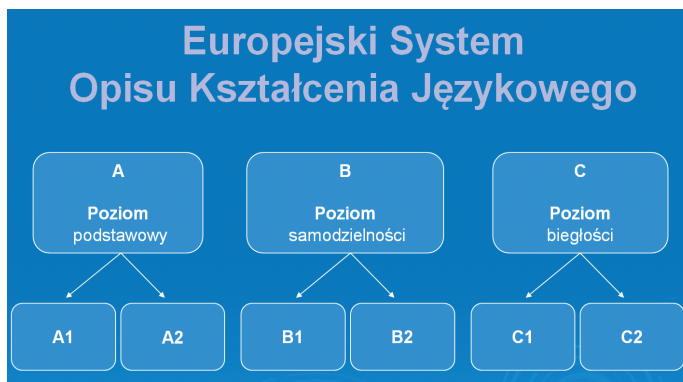 Europejski System
Opisu Kształcenia Językowego
A
Poziom
podstawowy
B
Poziom
samodzielności
C
Poziom
biegłości
A1
A2
B1
B2
C1
C2